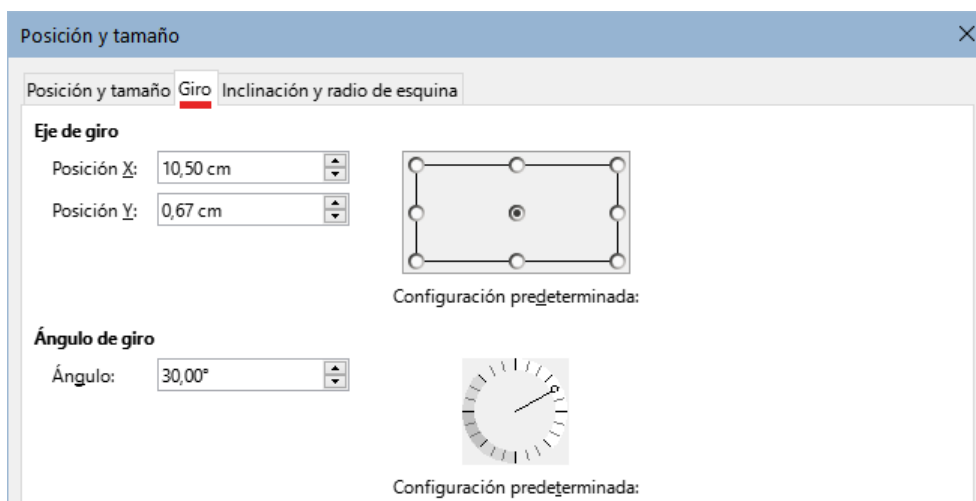 Posición y tamaño
Posición y tamaño Giro Inclinación y radio de esquina
Eje de giro
Posición X: 10,50 cm
Posición Y: 0,67 cm
Configuración predeterminada:
Ángulo de giro
Ángulo: 30,00°
Configuración predeterminada: